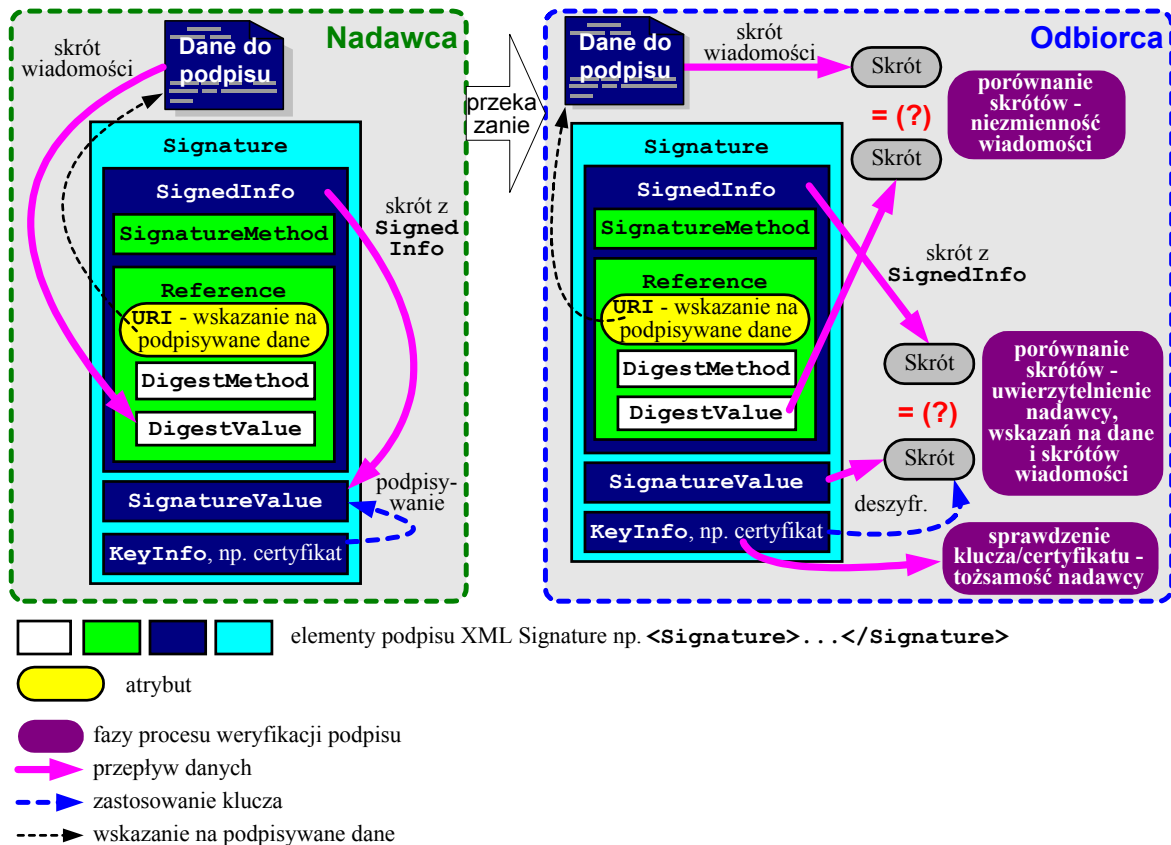 Nadawca
Dane do
podpisu
skrót
wiadomości
Signature
SignedInfo
SignatureMethod
Reference
URI - wskazanie na
podpisywane dane
DigestMethod
DigestValue
skrót z
Signed
Info
SignatureValue
podpisy-
wanie
KeyInfo, np. certyfikat
przeka
zanie
Odbiorca
Dane do
podpisu
skrót
wiadomości
Skrót
= (?)
Skrót
porównanie
skrótów -
niezmienność
wiadomości
Signature
SignedInfo
SignatureMethod
Reference
URI - wskazanie na
podpisywane dane
DigestMethod
DigestValue
skrót z
SignedInfo
Skrót
= (?)
Skrót
porównanie
skrótów -
uwierzytelnienie
nadawcy,
wskazań na dane
i skrótów
wiadomości
SignatureValue
deszyfr.
KeyInfo, np. certyfikat
sprawdzenie
klucza/certyfikatu -
tożsamość nadawcy
elementy podpisu XML Signature np. <Signature>...</Signature>
atrybut
fazy procesu weryfikacji podpisu
przepływ danych
zastosowanie klucza
wskazanie na podpisywane dane